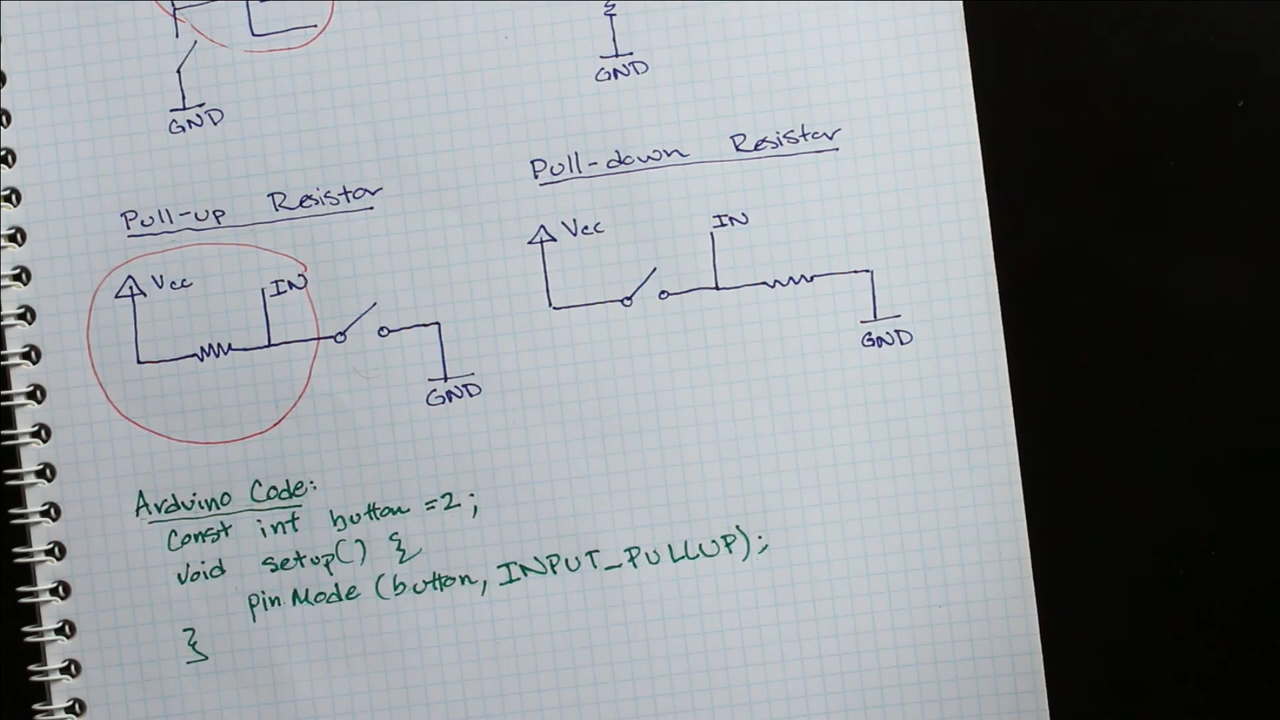 GND
GND
Pull-up Resistor
Vcc
IN
GND
Pull-down Resistor
Vcc
IN
GND
Arduino Code:
const int button =2;
void setup() {
pinMode (button, INPUT_PULLUP);
}